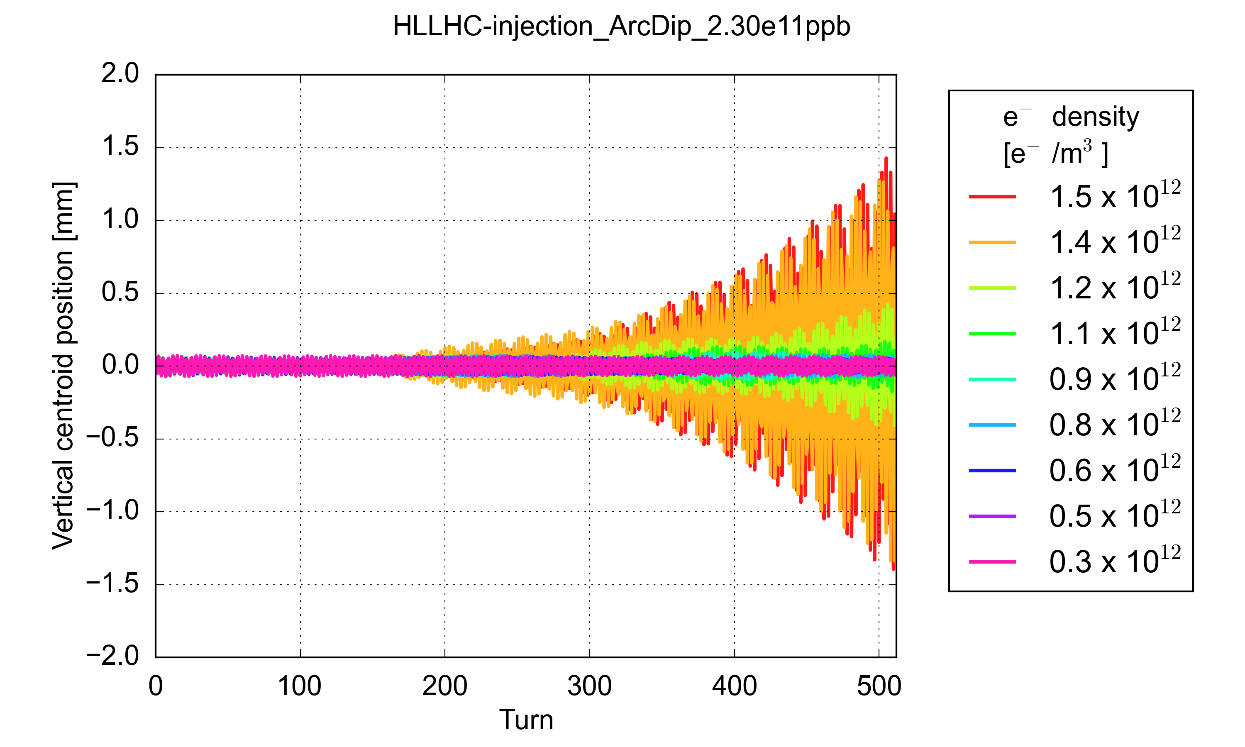 HLLHC-injection_ArcDip_2.30e11ppb
2.0
1.5
1.0
0.5
0.0
−0.5
−1.0
−1.5
−2.0
Vertical centroid position [mm]
0 100 200 300 400 500
Turn
e⁻ density
[e⁻ /m³ ]
1.5 x 10¹²
1.4 x 10¹²
1.2 x 10¹²
1.1 x 10¹²
0.9 x 10¹²
0.8 x 10¹²
0.6 x 10¹²
0.5 x 10¹²
0.3 x 10¹²